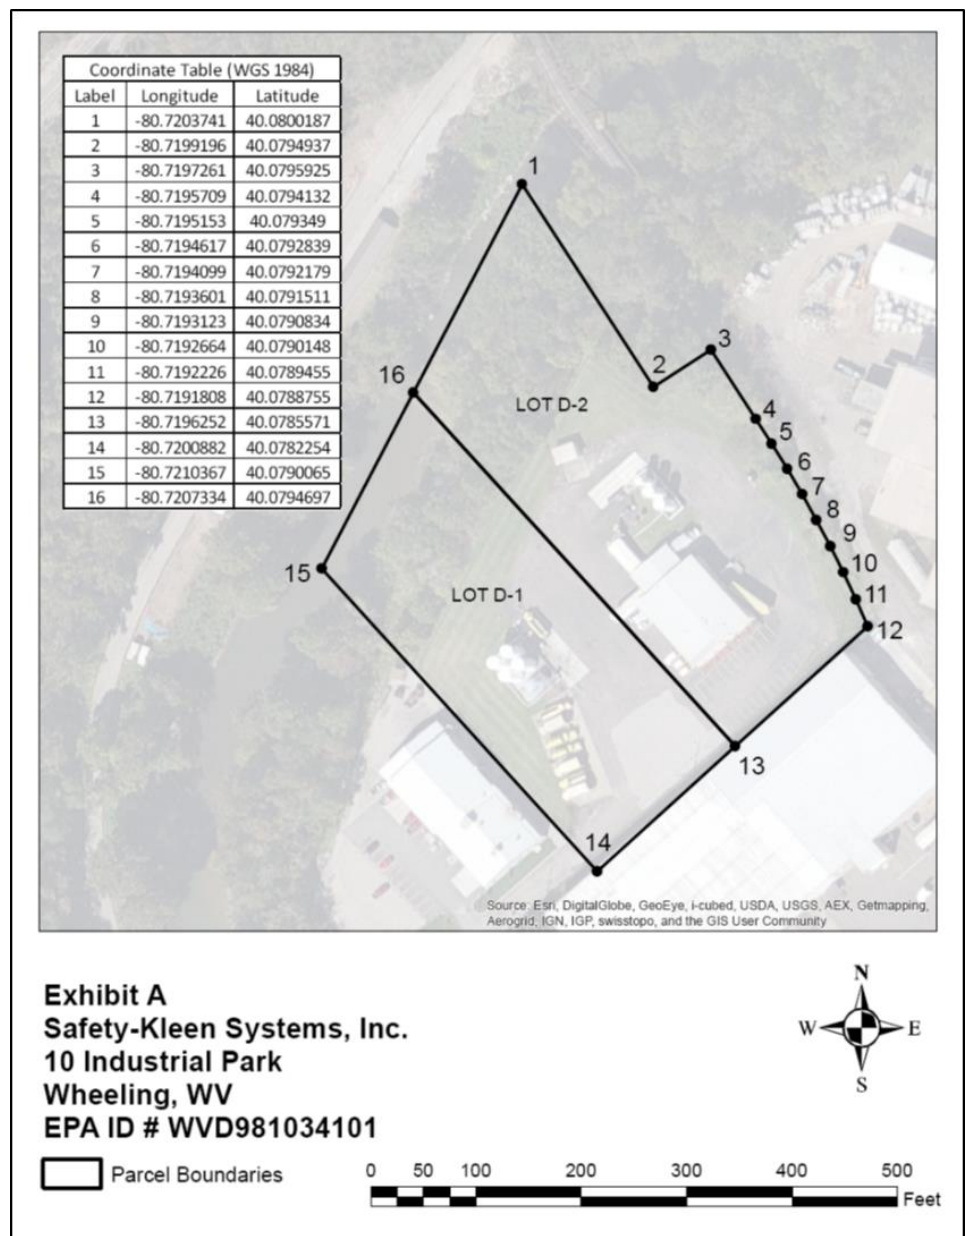 Coordinate Table (WGS 1984)
Label Longitude Latitude
1 -80.7203741 40.0800187
2 -80.7199196 40.0794937
3 -80.7197261 40.0795925
4 -80.7195709 40.0794132
5 -80.7195153 40.079349
6 -80.7194617 40.0792839
7 -80.7194099 40.0792179
8 -80.7193601 40.0791511
9 -80.7193123 40.0790834
10 -80.7192664 40.0790148
11 -80.7192226 40.0789455
12 -80.7191808 40.0788755
13 -80.7196252 40.0785571
14 -80.7200882 40.0782254
15 -80.7210367 40.0790065
16 -80.7207334 40.0794697
1
2
3
16
LOT D-2
4
5
6
7
8
9
10
11
12
15
LOT D-1
13
14
Source: Esri, DigitalGlobe, GeoEye, i-cubed, USDA, USGS, AEX, Getmapping,
Aerogrid, IGN, IGP, swisstopo, and the GIS User Community
Exhibit A
Safety-Kleen Systems, Inc.
10 Industrial Park
Wheeling, WV
EPA ID # WVD981034101
N
W E
S
Parcel Boundaries
0 50 100 200 300 400 500
Feet